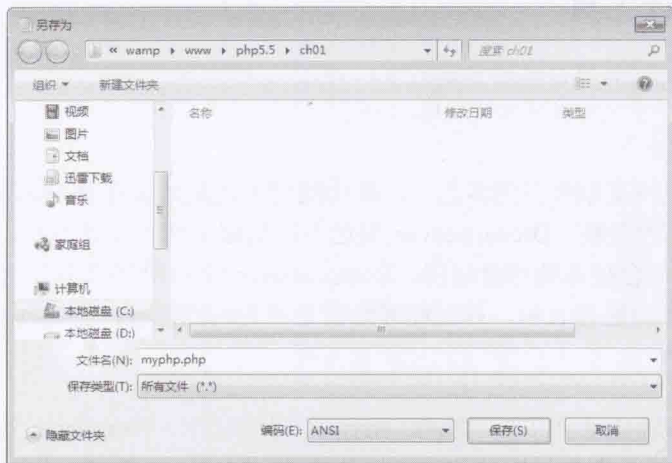 另存为
« wamp ▸ www ▸ php5.5 ▸ ch01
搜索 ch01
组织 新建文件夹
名称 修改日期 类型
视频
图片
文档
迅雷下载
音乐
家庭组
计算机
本地磁盘 (C:)
本地磁盘 (D:)
文件名(N): myphp.php
保存类型(T): 所有文件 (*.*)
隐藏文件夹 编码(E): ANSI 保存(S) 取消